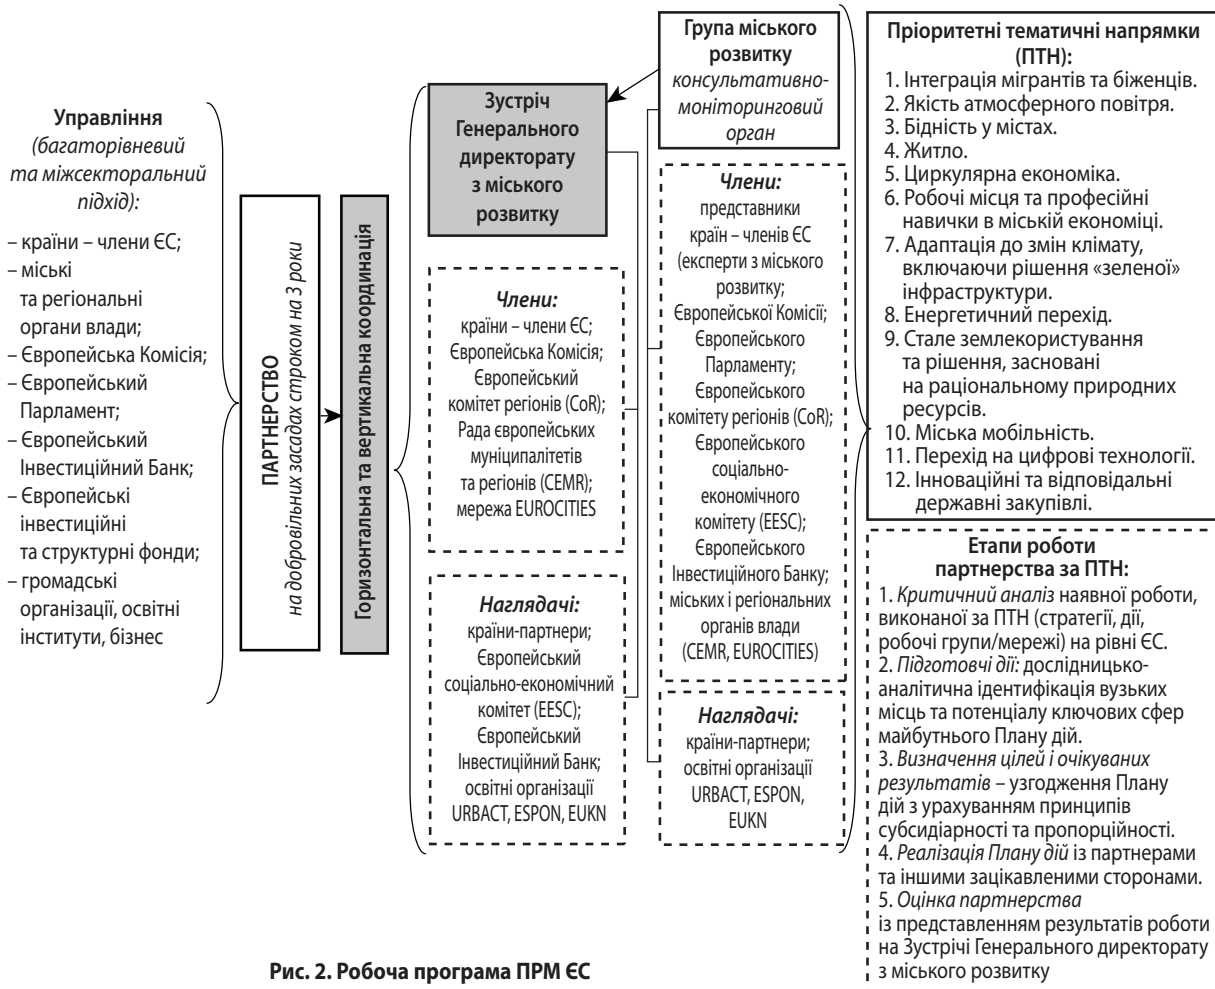 Управління
(багаторівневий
та міжсекторальний
підхід):
– країни – члени ЄС;
– міські
та регіональні
органи влади;
– Європейська Комісія;
– Європейський
Парламент;
– Європейський
Інвестиційний Банк;
– Європейські
інвестиційні
та структурні фонди;
– громадські
організації, освітні
інститути, бізнес
ПАРТНЕРСТВО
на добровільних засадах строком на 3 роки
Горизонтальна та вертикальна координація
Зустріч
Генерального
директорату
з міського
розвитку
Члени:
країни – члени ЄС;
Європейська Комісія;
Європейський
комітет регіонів (CoR);
Рада європейських
муніципалітетів
та регіонів (CEMR);
мережа EUROCITIES
Наглядачі:
країни-партнери;
Європейський
соціально-економічний
комітет (EESC);
Європейський
Інвестиційний Банк;
освітні організації
URBACT, ESPON, EUKN
Група міського
розвитку
консультативно-
моніторинговий
орган
Члени:
представники
країн – членів ЄС
(експерти з міського
розвитку;
Європейської Комісії;
Європейського
Парламенту;
Європейського
комітету регіонів (CoR);
Європейського
соціально-
економічного
комітету (EESC);
Європейського
Інвестиційного Банку;
міських і регіональних
органів влади
(CEMR, EUROCITIES)
Наглядачі:
країни-партнери;
освітні організації
URBACT, ESPON,
EUKN
Пріоритетні тематичні напрямки
(ПТН):
1. Інтеграція мігрантів та біженців.
2. Якість атмосферного повітря.
3. Бідність у містах.
4. Житло.
5. Циркулярна економіка.
6. Робочі місця та професійні
навички в міській економіці.
7. Адаптація до змін клімату,
включаючи рішення «зеленої»
інфраструктури.
8. Енергетичний перехід.
9. Стале землекористування
та рішення, засновані
на раціональному природних
ресурсів.
10. Міська мобільність.
11. Перехід на цифрові технології.
12. Інноваційні та відповідальні
державні закупівлі.
Етапи роботи
партнерства за ПТН:
1. Критичний аналіз наявної роботи,
виконаної за ПТН (стратегії, дії,
робочі групи/мережі) на рівні ЄС.
2. Підготовчі дії: дослідницько-
аналітична ідентифікація вузьких
місць та потенціалу ключових сфер
майбутнього Плану дій.
3. Визначення цілей і очікуваних
результатів – узгодження Плану
дій з урахуванням принципів
субсидіарності та пропорційності.
4. Реалізація Плану дій із партнерами
та іншими зацікавленими сторонами.
5. Оцінка партнерства
із представленням результатів роботи
на Зустрічі Генерального директорату
з міського розвитку
Рис. 2. Робоча програма ПРМ ЄС